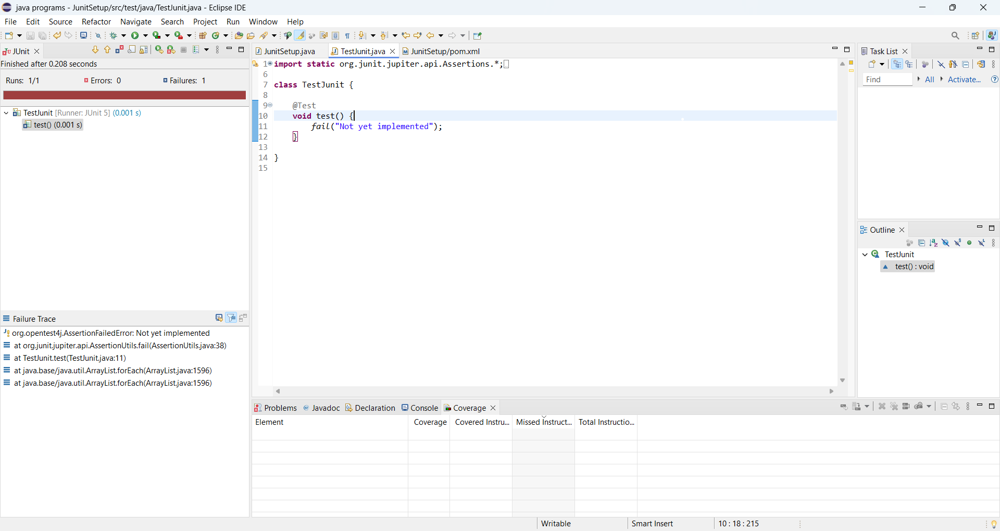 java programs - JunitSetup/src/test/java/TestJunit.java - Eclipse IDE
File Edit Source Refactor Navigate Search Project Run Window Help
JUnit
Finished after 0.208 seconds
Runs: 1/1 Errors: 0 Failures: 1
TestJunit [Runner: JUnit 5] (0.001 s)
test() (0.001 s)
Failure Trace
org.opentest4j.AssertionFailedError: Not yet implemented
at org.junit.jupiter.api.AssertionUtils.fail(AssertionUtils.java:38)
at TestJunit.test(TestJunit.java:11)
at java.base/java.util.ArrayList.forEach(ArrayList.java:1596)
at java.base/java.util.ArrayList.forEach(ArrayList.java:1596)
JunitSetup.java TestJunit.java JunitSetup/pom.xml
1 import static org.junit.jupiter.api.Assertions.*;
6
7 class TestJunit {
8
9 @Test
10 void test() {
11 fail("Not yet implemented");
12 }
13
14 }
15
Problems Javadoc Declaration Console Coverage
Element Coverage Covered Instru... Missed Instruct... Total Instructio...
Task List
Find All Activate...
Outline
TestJunit
test() : void
Writable Smart Insert 10 : 18 : 215